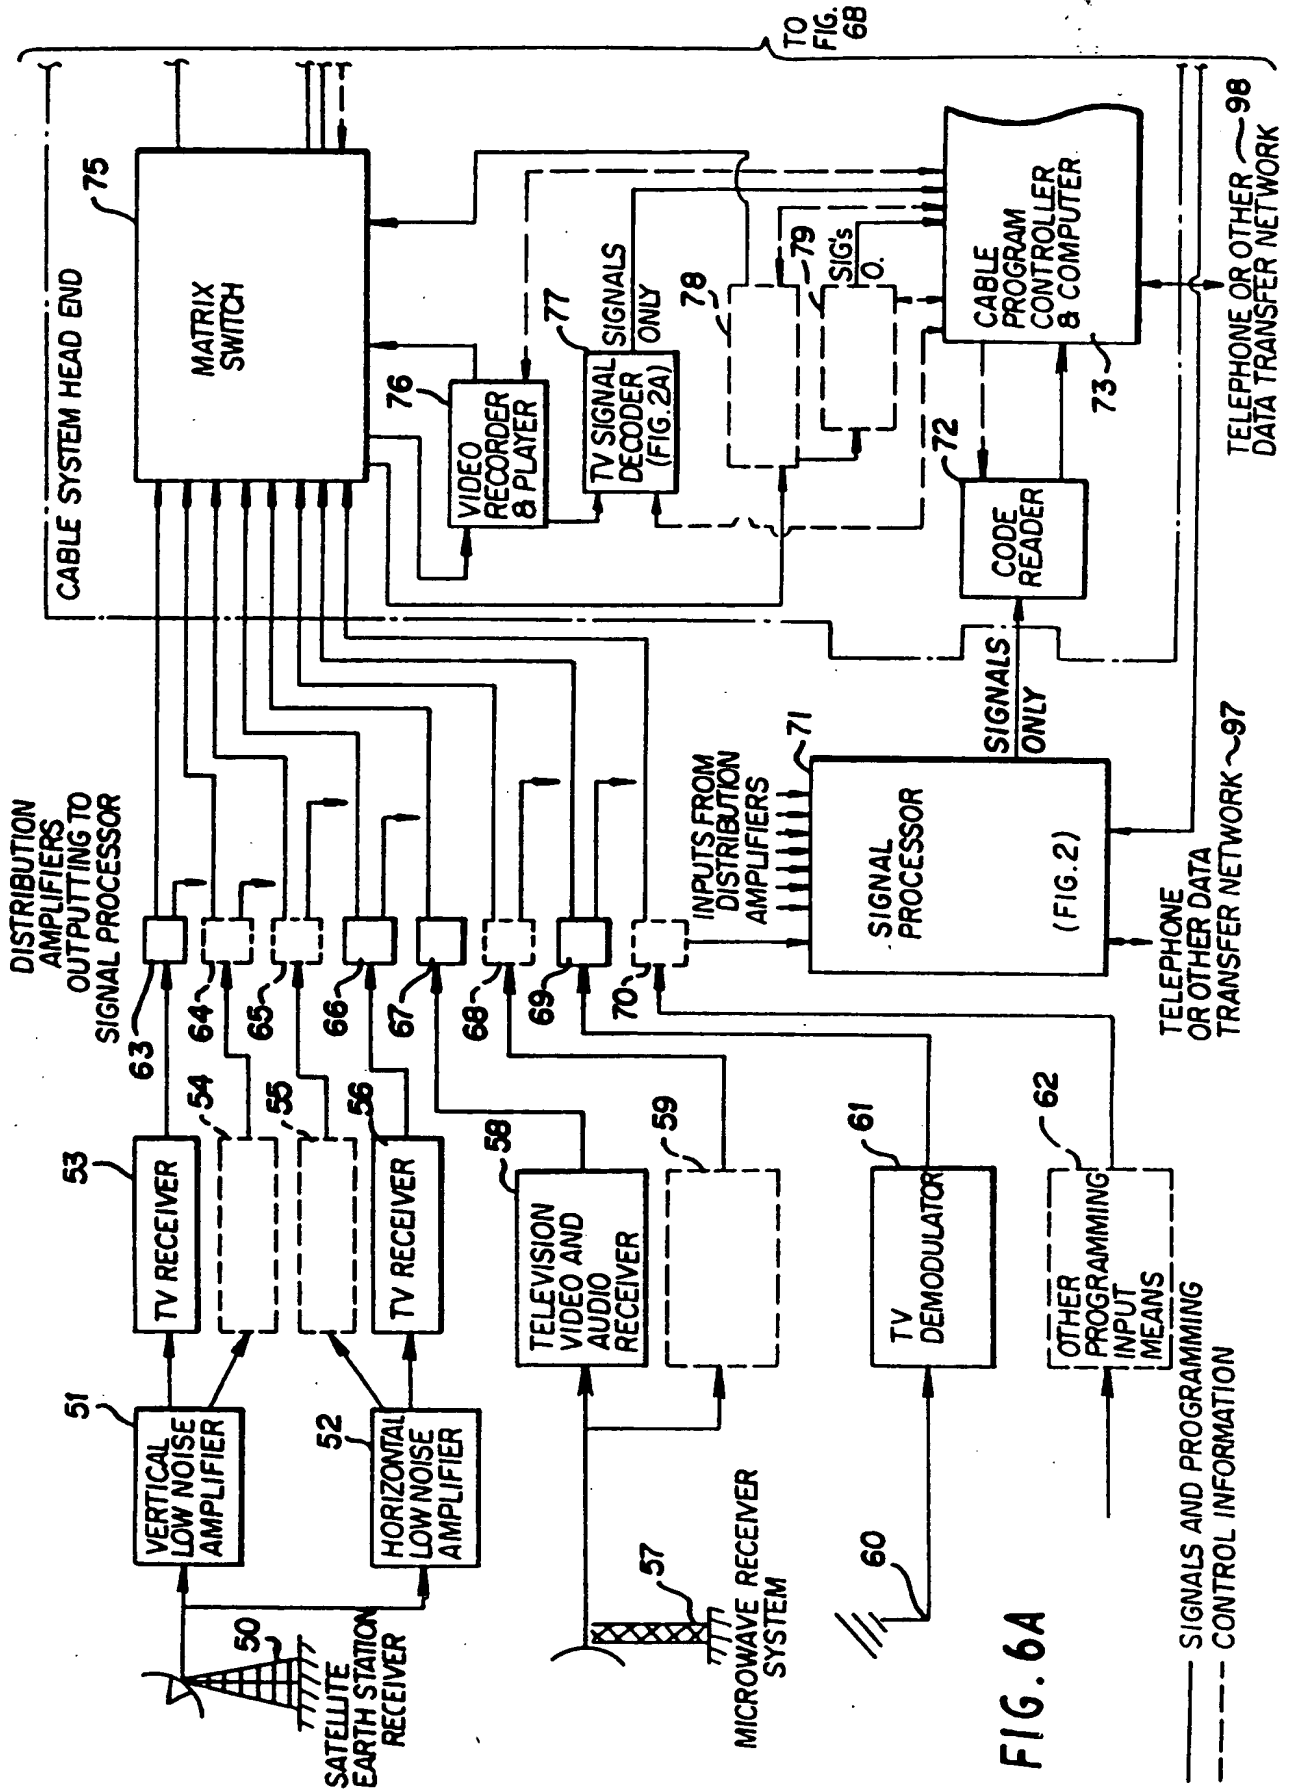 CABLE SYSTEM HEAD END
TO
FIG.
6B
75
MATRIX
SWITCH
76
VIDEO
RECORDER
& PLAYER
77
TV SIGNAL
DECODER
(FIG. 2A)
SIGNALS
ONLY
78
79
SIG's
O.
CABLE
PROGRAM
CONTROLLER
& COMPUTER
73
72
CODE
READER
TELEPHONE OR OTHER 98
DATA TRANSFER NETWORK
DISTRIBUTION
AMPLIFIERS
OUTPUTTING TO
SIGNAL PROCESSOR
63
64
65
66
67
68
69
70
INPUTS FROM
DISTRIBUTION
AMPLIFIERS
71
SIGNAL
PROCESSOR
(FIG. 2)
SIGNALS
ONLY
TELEPHONE
OR OTHER DATA
TRANSFER NETWORK 97
53
TV RECEIVER
54
55
56
TV RECEIVER
58
TELEVISION
VIDEO AND
AUDIO
RECEIVER
59
61
TV
DEMODULATOR
62
OTHER
PROGRAMMING
INPUT
MEANS
51
VERTICAL
LOW NOISE
AMPLIFIER
52
HORIZONTAL
LOW NOISE
AMPLIFIER
50
SATELLITE
EARTH STATION
RECEIVER
57
MICROWAVE RECEIVER
SYSTEM
60
FIG. 6A
SIGNALS AND PROGRAMMING
CONTROL INFORMATION